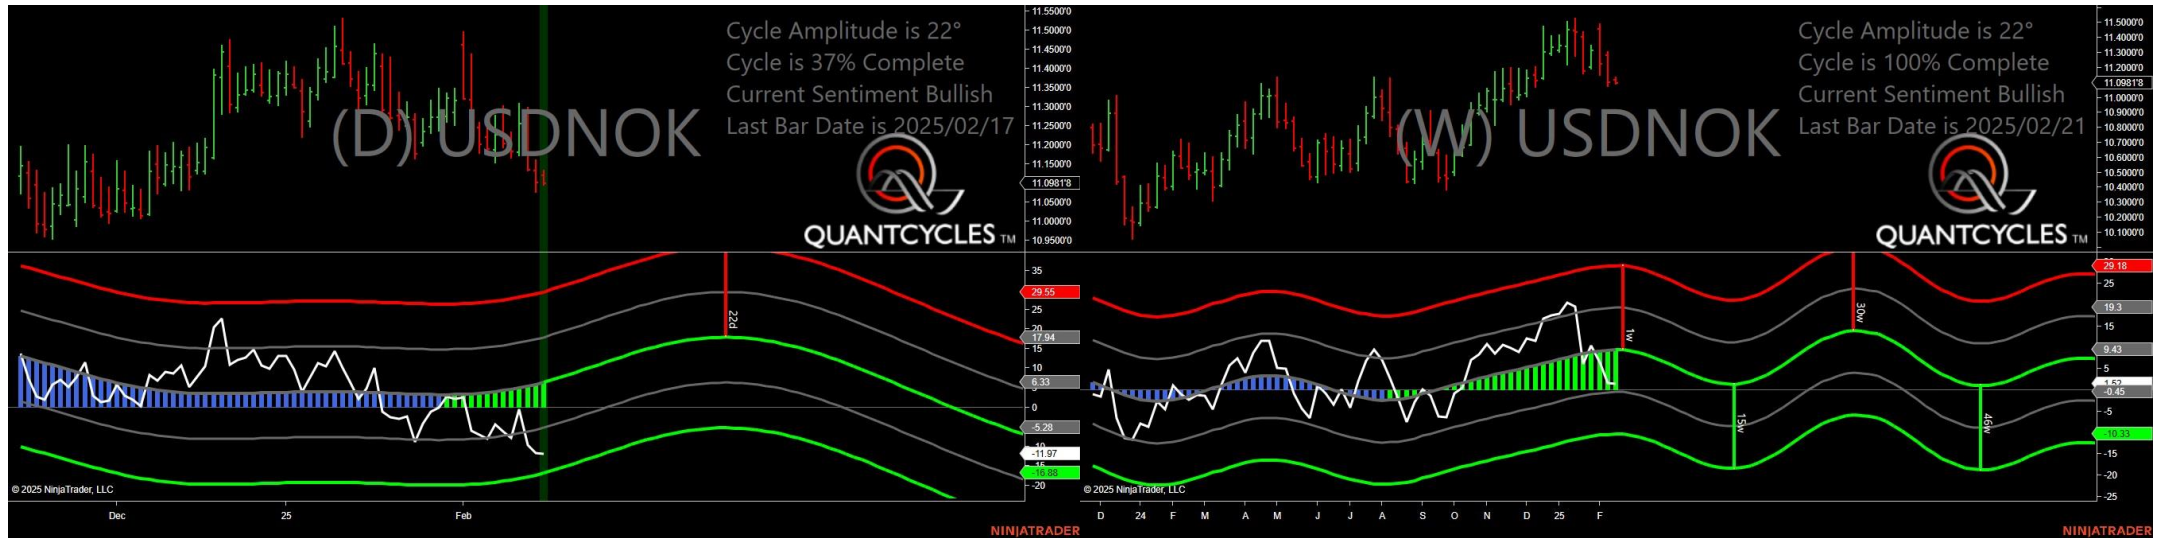 Cycle Amplitude is 22°
Cycle is 37% Complete
Current Sentiment Bullish
Last Bar Date is 2025/02/17
(D) USDNOK
QUANTCYCLES TM
11.5500'0
11.5000'0
11.4500'0
11.4000'0
11.3500'0
11.3000'0
11.2500'0
11.2000'0
11.1500'0
11.0981'8
11.0500'0
11.0000'0
10.9500'0
35
29.55
25
20
17.94
15
10
6.33
0
-5.28
-10
-11.97
-15
-16.88
-20
22d
© 2025 NinjaTrader, LLC
Dec
25
Feb
NINJATRADER
Cycle Amplitude is 22°
Cycle is 100% Complete
Current Sentiment Bullish
Last Bar Date is 2025/02/21
(W) USDNOK
QUANTCYCLES TM
11.5000'0
11.3000'0
11.2000'0
11.0981'8
11.0000'0
10.9000'0
10.8000'0
10.7000'0
10.6000'0
10.5000'0
10.4000'0
10.3000'0
10.2000'0
10.1000'0
29.18
25
19.3
15
9.43
5
1.52
-0.45
-5
-10.33
-15
-20
-25
1w
15w
30w
46w
© 2025 NinjaTrader, LLC
D 24 F M A M J J A S O N D 25 F
NINJATRADER